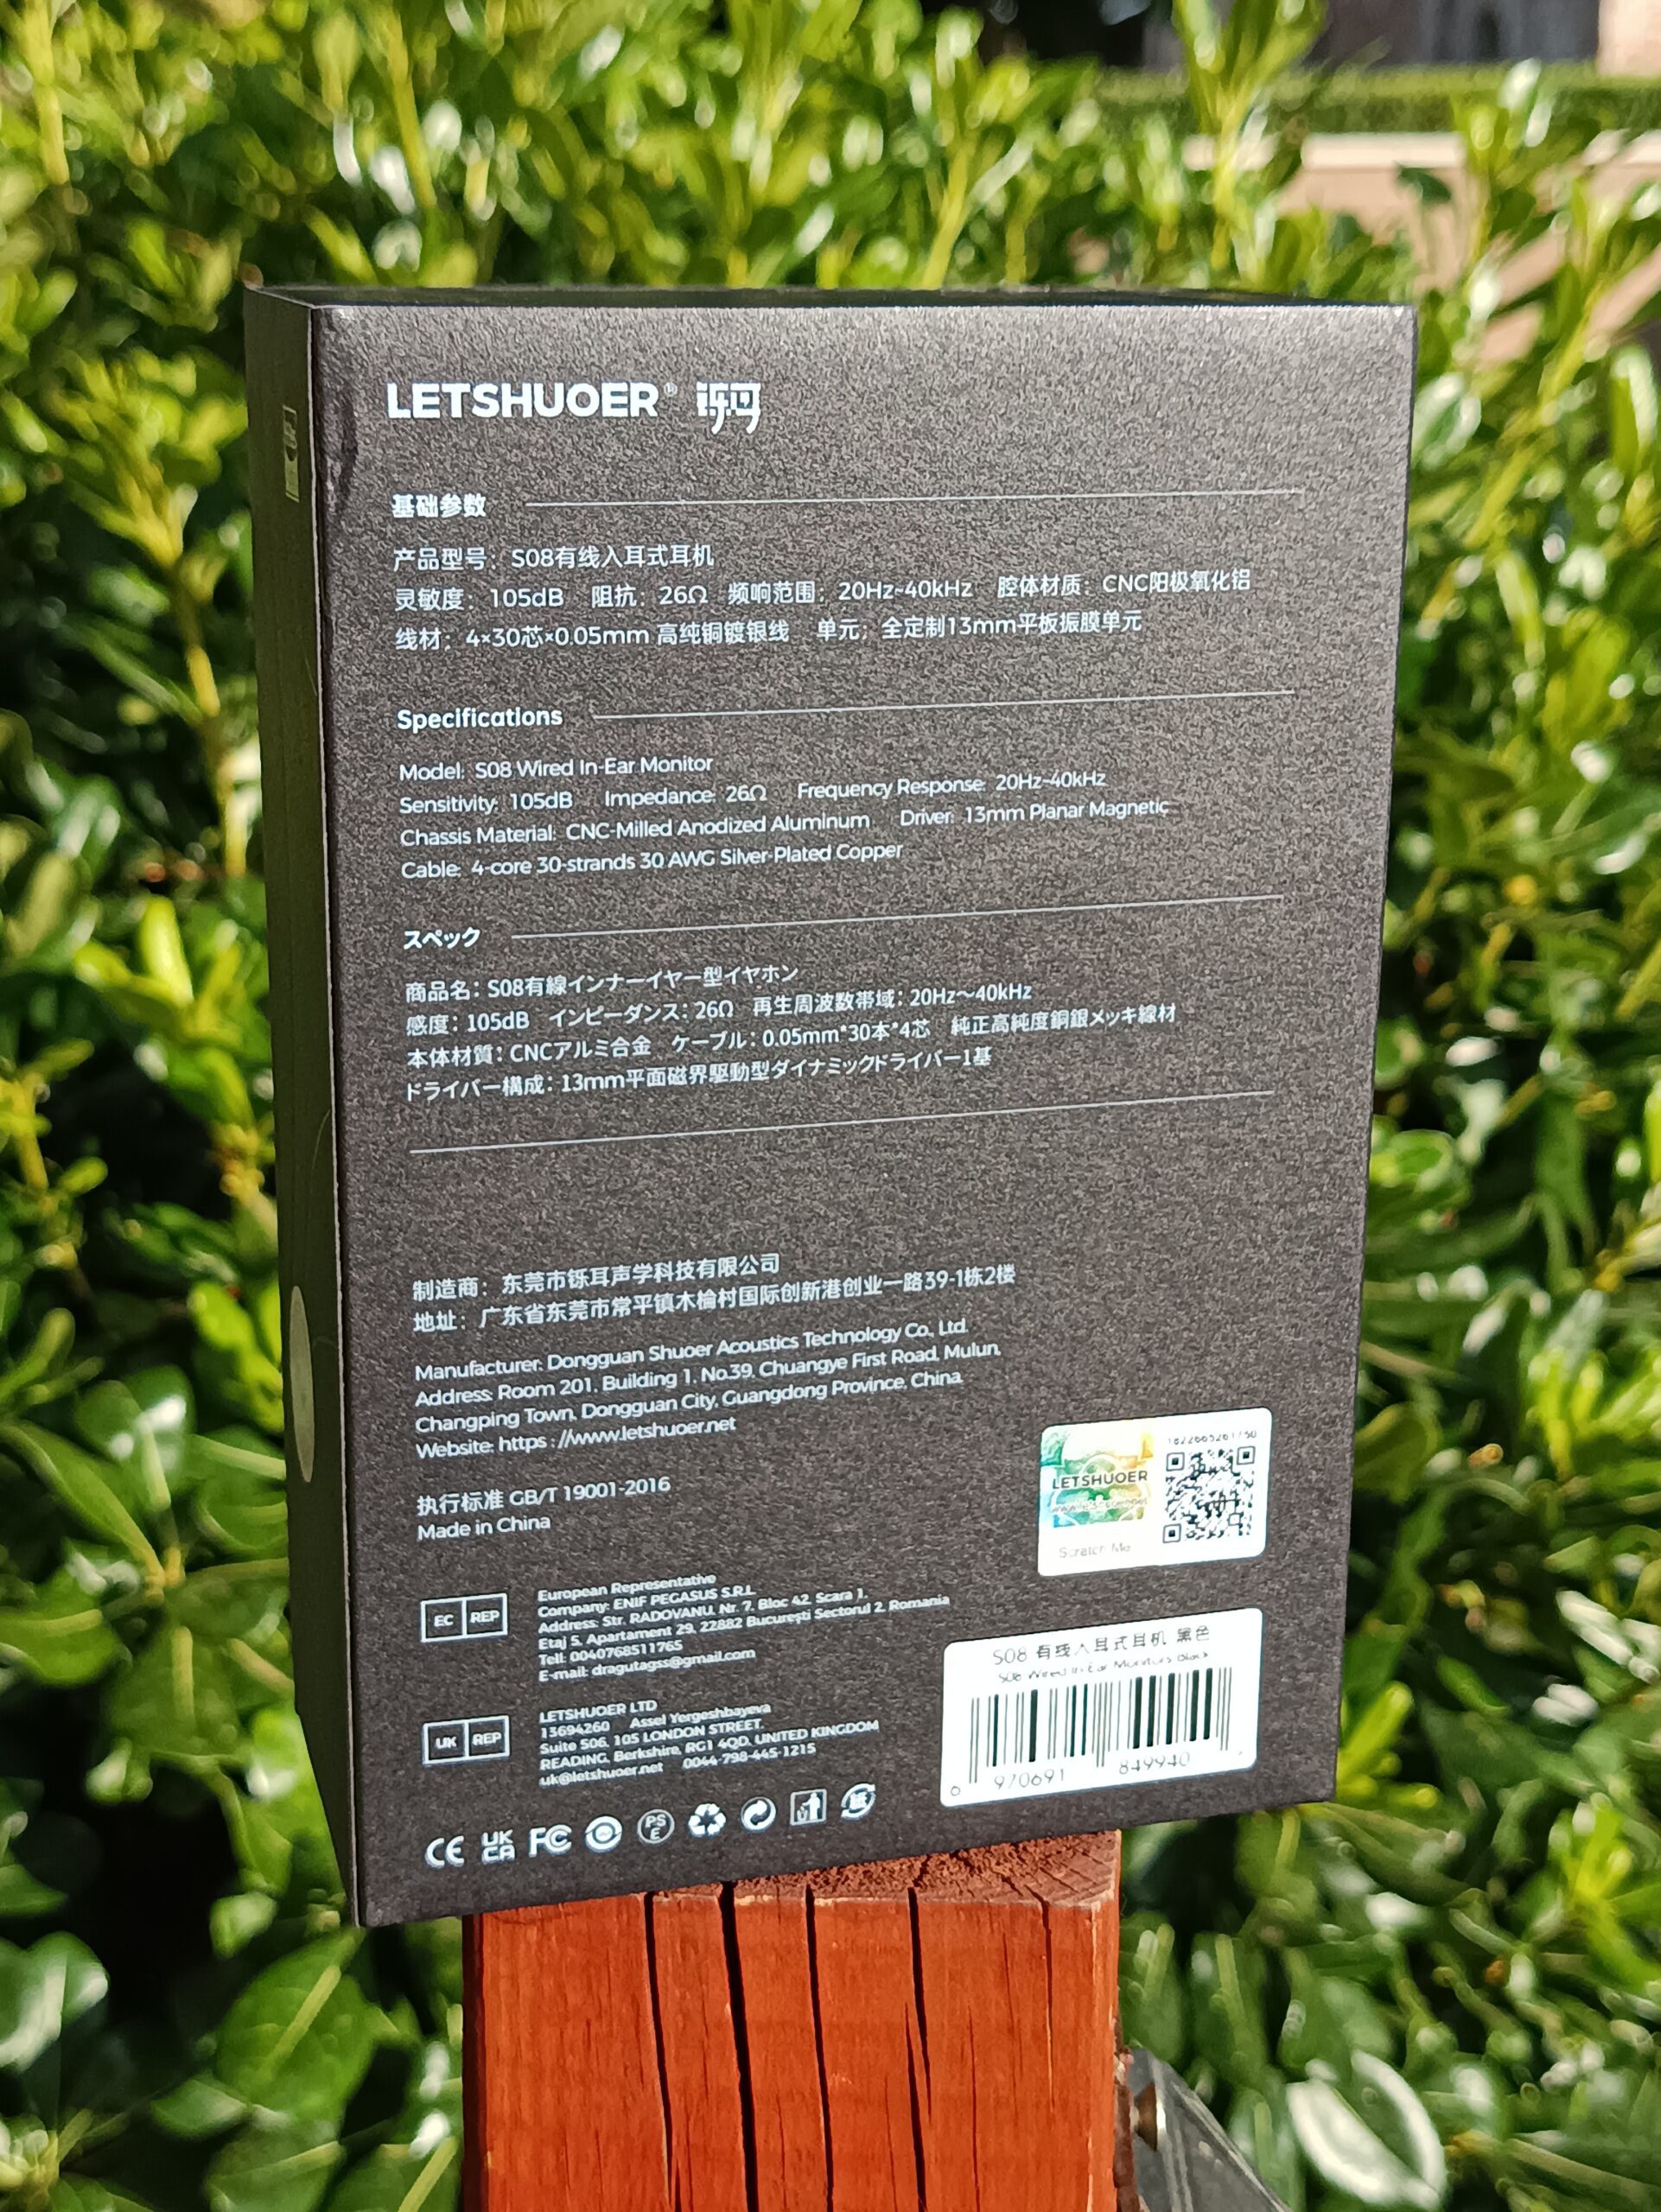 LETSHUOER®
基础参数
产品型号：S08有线入耳式耳机
灵敏度：105dB 阻抗：26Ω 频响范围：20Hz-40kHz 腔体材质：CNC阳极氧化铝
线材：4×30芯×0.05mm 高纯铜镀银线 单元：全定制13mm平板振膜单元
Specifications
Model: S08 Wired In-Ear Monitor
Sensitivity: 105dB Impedance: 26Ω Frequency Response: 20Hz-40kHz
Chassis Material: CNC-Milled Anodized Aluminum Driver: 13mm Planar Magnetic
Cable: 4-core 30-strands 30 AWG Silver-Plated Copper
スペック
商品名：S08有線インナーイヤー型イヤホン
感度：105dB インピーダンス：26Ω 再生周波数帯域：20Hz～40kHz
本体材質：CNCアルミ合金 ケーブル：0.05mm*30本*4芯 純正高純度銅銀メッキ線材
ドライバー構成：13mm平面磁界駆動型ダイナミックドライバー1基
制造商：东莞市铄耳声学科技有限公司
地址：广东省东莞市常平镇木棆村国际创新港创业一路39-1栋2楼
Manufacturer: Dongguan Shuoer Acoustics Technology Co., Ltd.
Address: Room 201, Building 1, No.39, Chuangye First Road, Mulun,
Changping Town, Dongguan City, Guangdong Province, China.
Website: https://www.letshuoer.net
执行标准 GB/T 19001-2016
Made in China
EC REP
European Representative
Company: ENIF PEGASUS S.R.L
Address: Str. RADOVANU, Nr. 7, Bloc 42, Scara 1,
Etaj 5, Apartament 29, 22882 București Sectorul 2, Romania
Tell: 0040768511765
E-mail: dragutagss@gmail.com
UK REP
LETSHUOER LTD
13694260 Assel Yergeshbayeva
Suite 506, 105 LONDON STREET,
READING, Berkshire, RG1 4QD, UNITED KINGDOM
uk@letshuoer.net 0044-798-445-1215
CE UK CA FC PS E
1822665261750
LETSHUOER
Scratch Me
S08 有线入耳式耳机 黑色
S08 Wired In-Ear Monitors Black
6 970691 849940 >